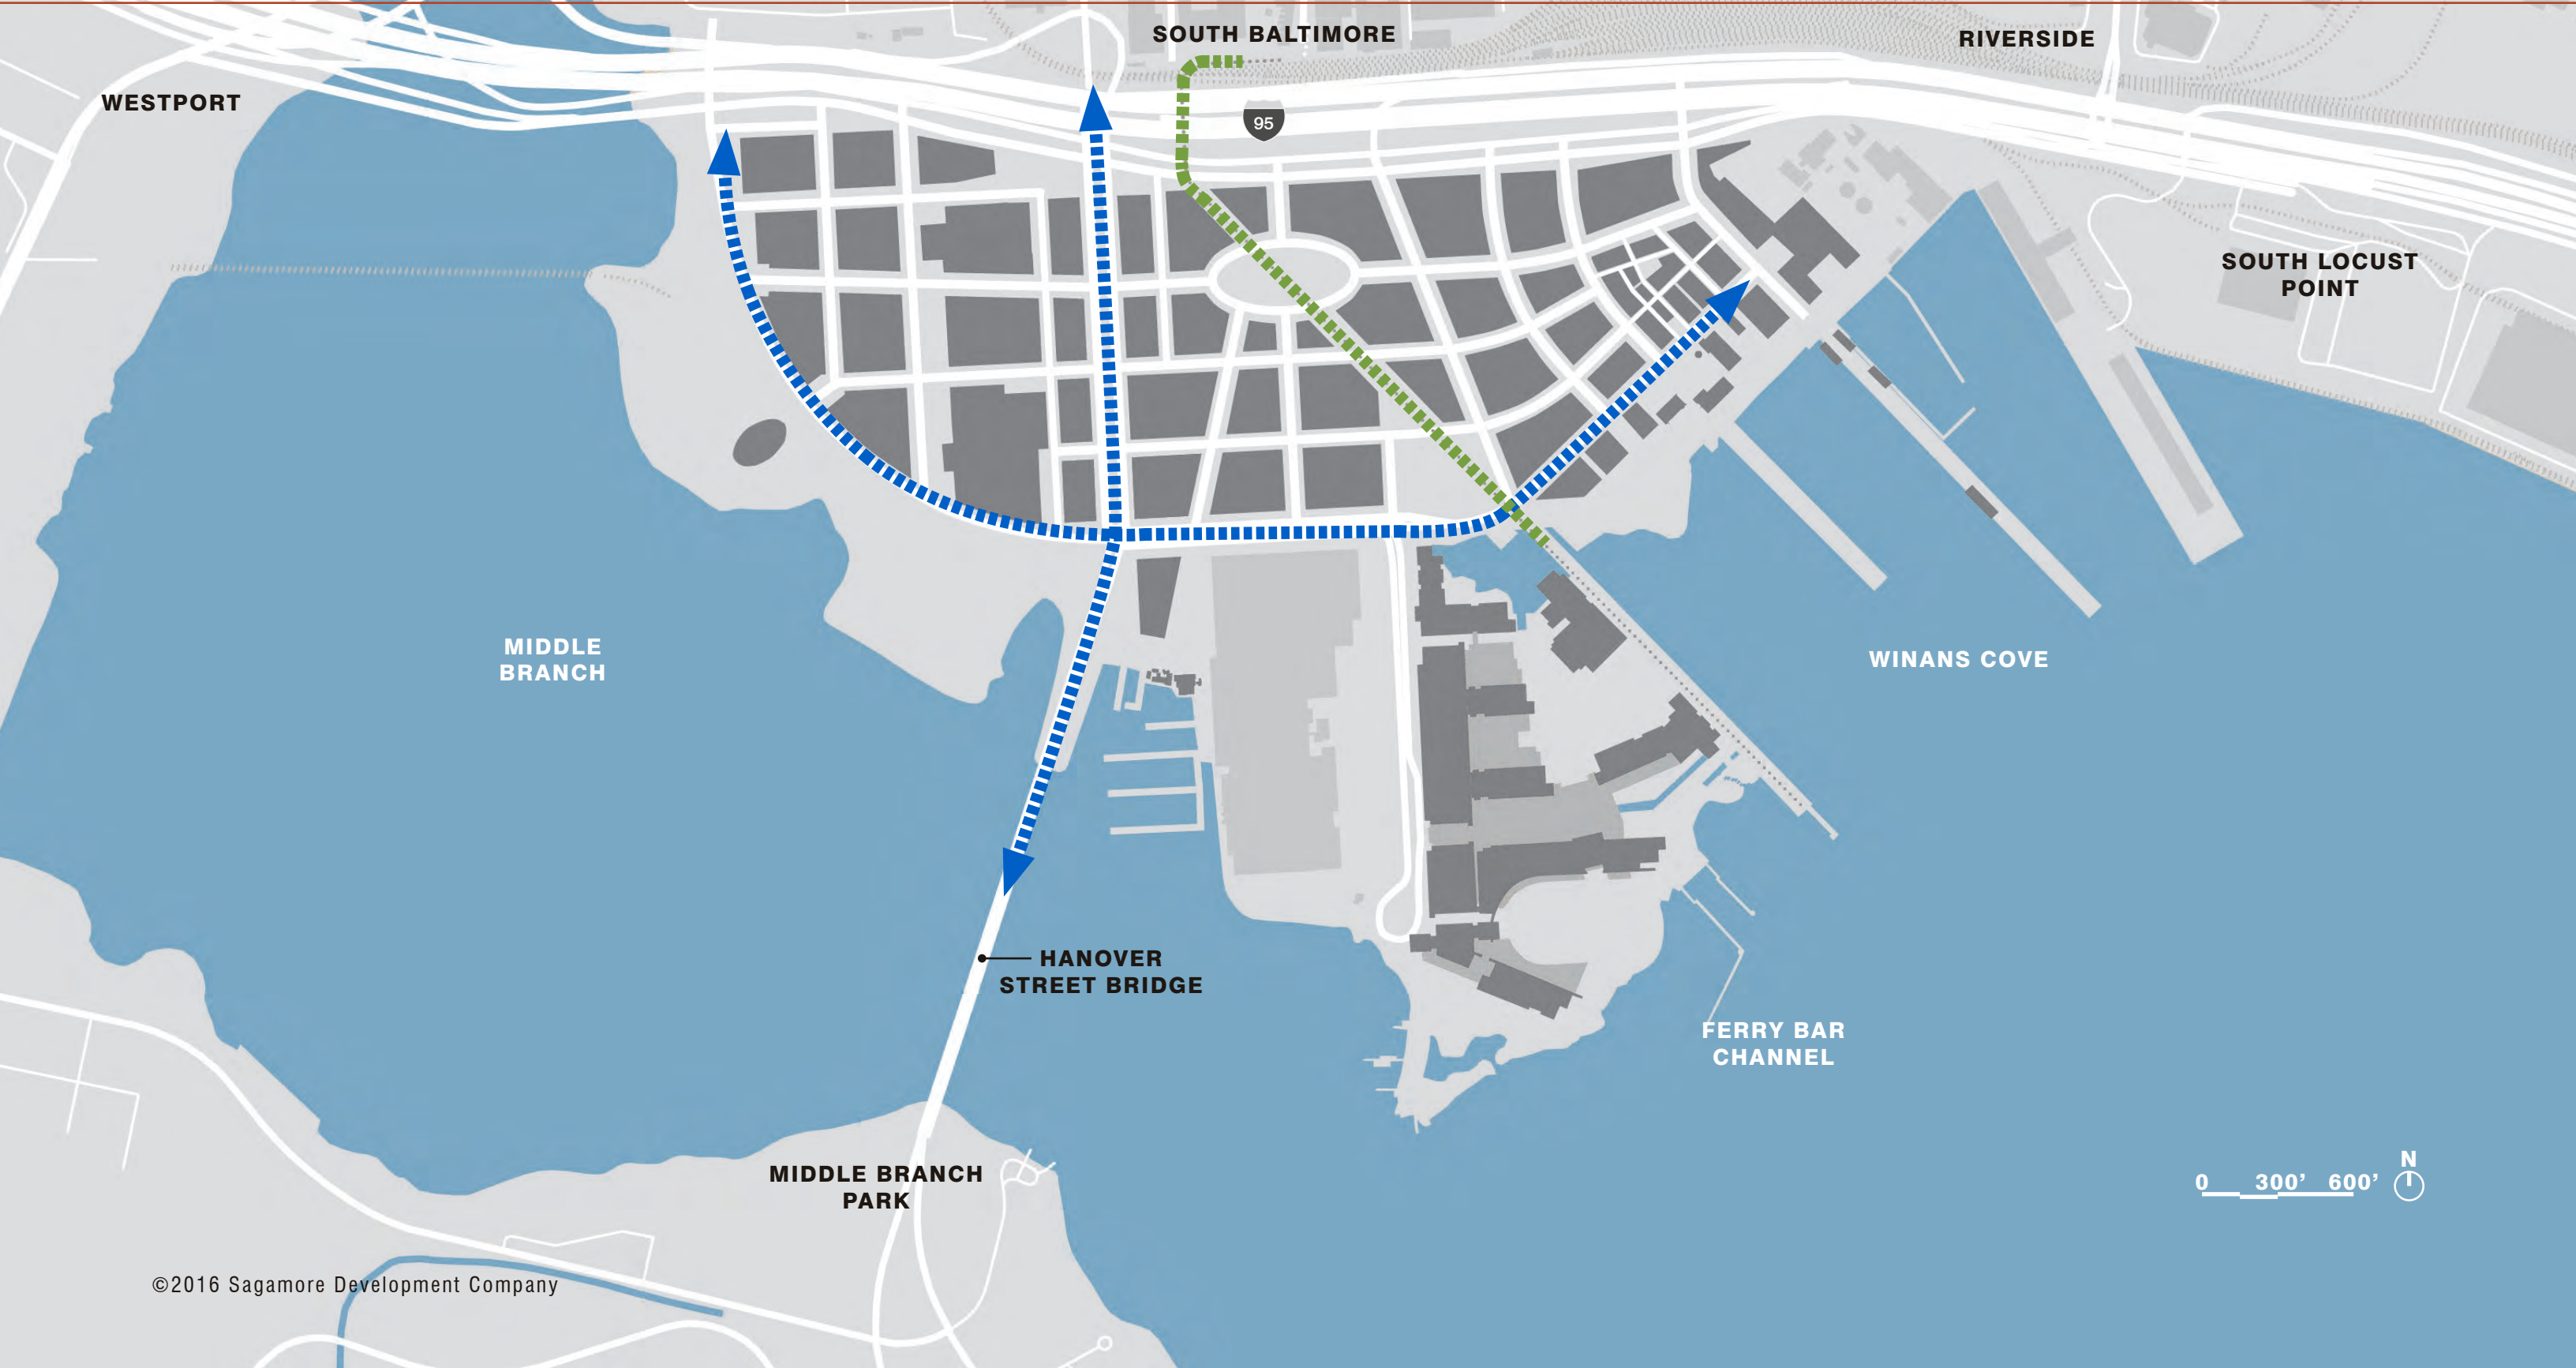 SOUTH BALTIMORE
RIVERSIDE
WESTPORT
95
SOUTH LOCUST
POINT
MIDDLE
BRANCH
WINANS COVE
HANOVER
STREET BRIDGE
FERRY BAR
CHANNEL
MIDDLE BRANCH
PARK
N
0 300’ 600’
©2016 Sagamore Development Company